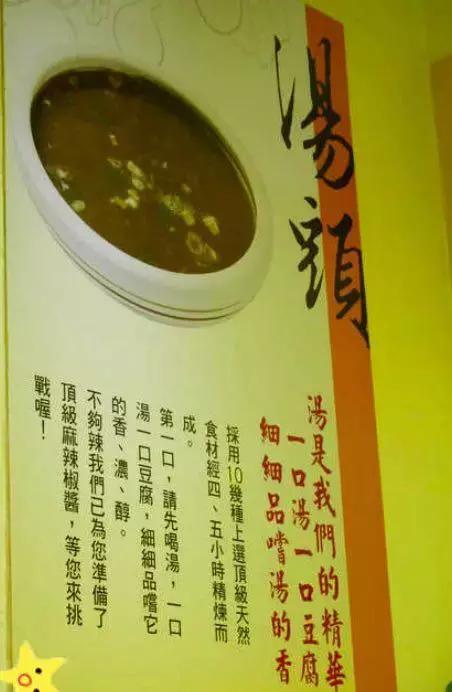 湯頭
湯是我們的精華
一口湯一口豆腐
細細品嚐湯的香
採用10幾種上選頂級天然
食材經四、五小時精煉而
成。
第一口，請先喝湯，一口
湯一口豆腐，細細品嚐它
的香、濃、醇。
不夠辣我們已為您準備了
頂級麻辣椒醬，等您來挑
戰喔！